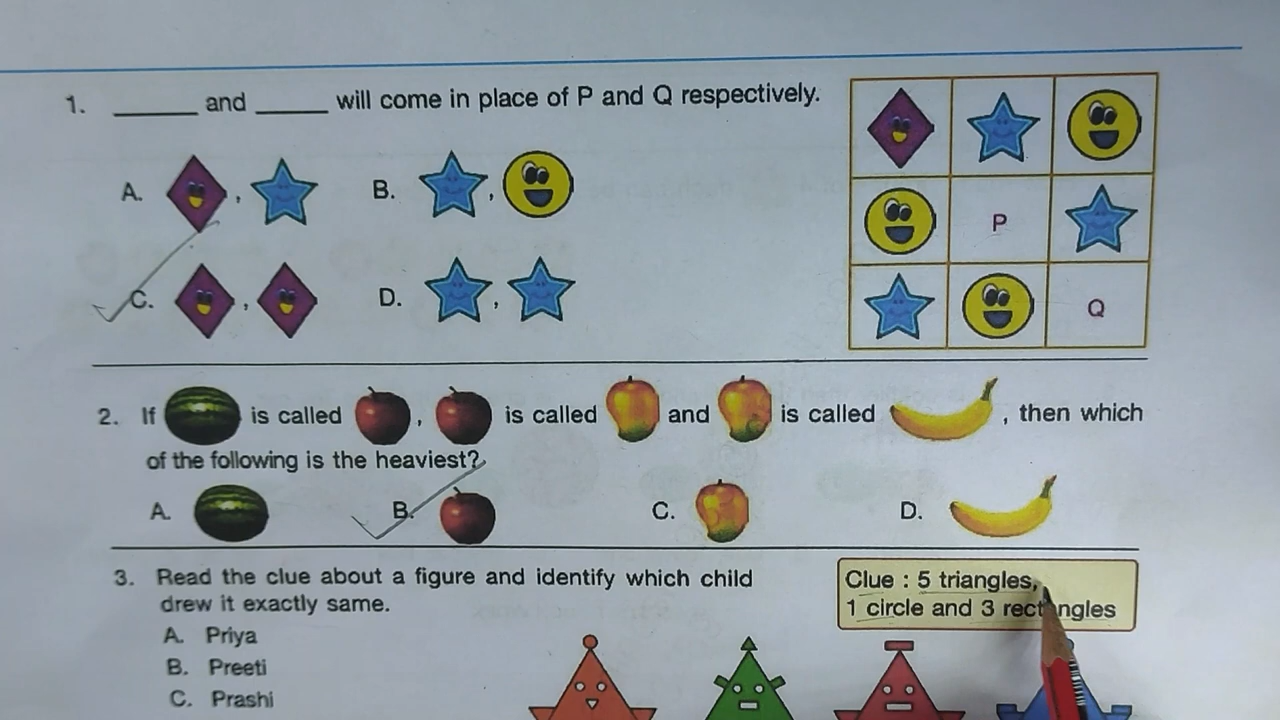 1. ______ and ______ will come in place of P and Q respectively.
A. , B. ,
P
C. , D. ,
Q
2. If is called , is called and is called , then which
of the following is the heaviest?
A. B. C. D.
3. Read the clue about a figure and identify which child
drew it exactly same.
Clue : 5 triangles,
1 circle and 3 rectangles
A. Priya
B. Preeti
C. Prashi